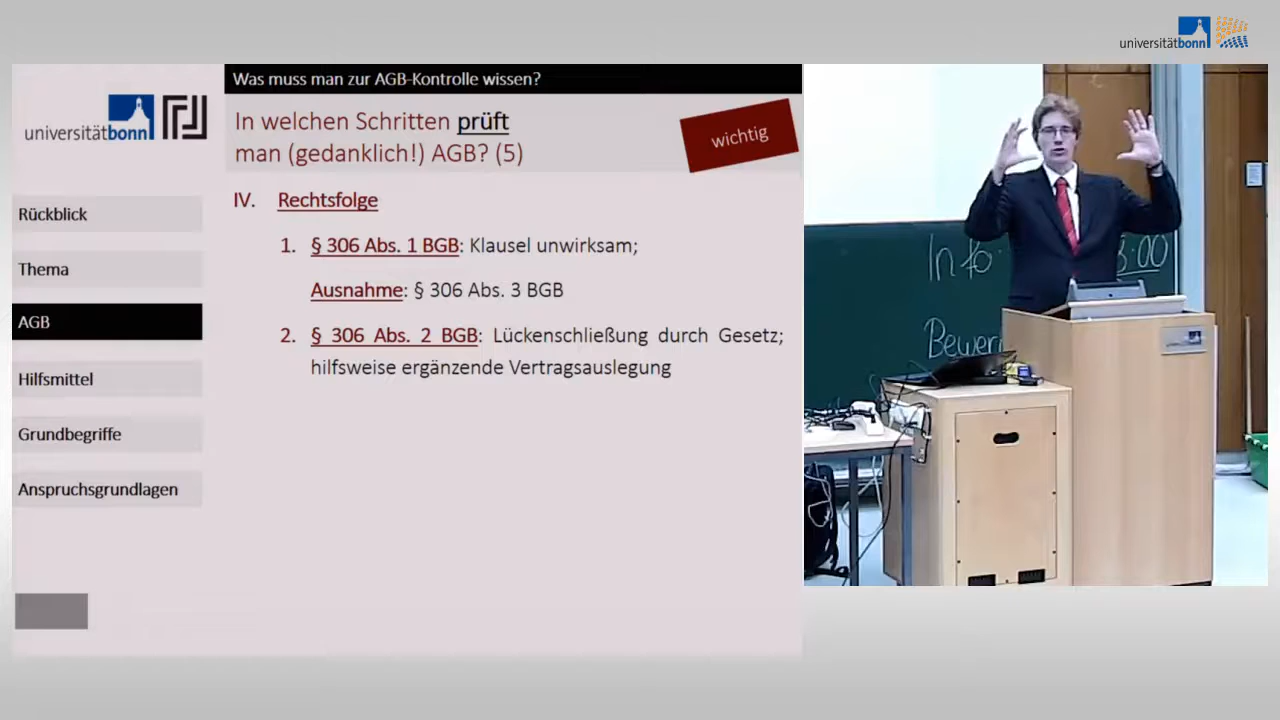 universitätbonn
Was muss man zur AGB-Kontrolle wissen?
universitätbonn
In welchen Schritten prüft
man (gedanklich!) AGB? (5)
wichtig
Rückblick
Thema
AGB
Hilfsmittel
Grundbegriffe
Anspruchsgrundlagen
IV. Rechtsfolge
1. § 306 Abs. 1 BGB: Klausel unwirksam;
Ausnahme: § 306 Abs. 3 BGB
2. § 306 Abs. 2 BGB: Lückenschließung durch Gesetz;
hilfsweise ergänzende Vertragsauslegung